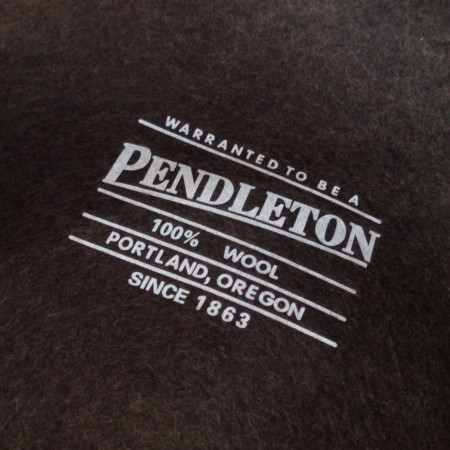 WARRANTED TO BE A
PENDLETON
100% WOOL
PORTLAND, OREGON
SINCE 1863